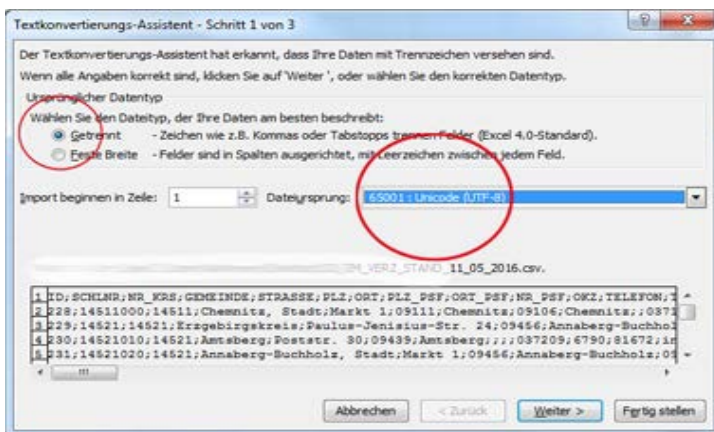 Textkonvertierungs-Assistent - Schritt 1 von 3
Der Textkonvertierungs-Assistent hat erkannt, dass Ihre Daten mit Trennzeichen versehen sind.
Wenn alle Angaben korrekt sind, klicken Sie auf 'Weiter ', oder wählen Sie den korrekten Datentyp.
Ursprünglicher Datentyp
Wählen Sie den Dateityp, der Ihre Daten am besten beschreibt:
Getrennt - Zeichen wie z.B. Kommas oder Tabstopps trennen Felder (Excel 4.0-Standard).
Feste Breite - Felder sind in Spalten ausgerichtet, mit Leerzeichen zwischen jedem Feld.
Import beginnen in Zeile: 1 Dateiursprung: 65001 : Unicode (UTF-8)
_VERZ_STAND_11_05_2016.csv.
1 ID;SCHLNR;NR_KRS;GEMEINDE;STRASSE;PLZ;ORT;PLZ_PSF;ORT_PSF;NR_PSF;OKZ;TELEFON;
2 228;14511000;14511;Chemnitz, Stadt;Markt 1;09111;Chemnitz;09106;Chemnitz;;0371
3 229;14521;14521;Erzgebirgskreis;Paulus-Jenisius-Str. 24;09456;Annaberg-Buchhol
4 230;14521010;14521;Amtsberg;Poststr. 30;09439;Amtsberg;;;;037209;6790;81672;in
5 231;14521020;14521;Annaberg-Buchholz, Stadt;Markt 1;09456;Annaberg-Buchholz;
Abbrechen < Zurück Weiter > Fertig stellen